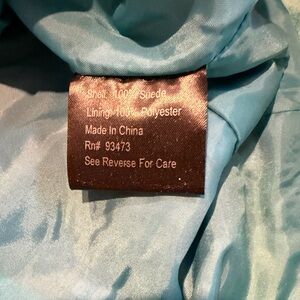 Shell: 100% Suede
Lining: 100% Polyester
Made In China
Rn# 93473
See Reverse For Care